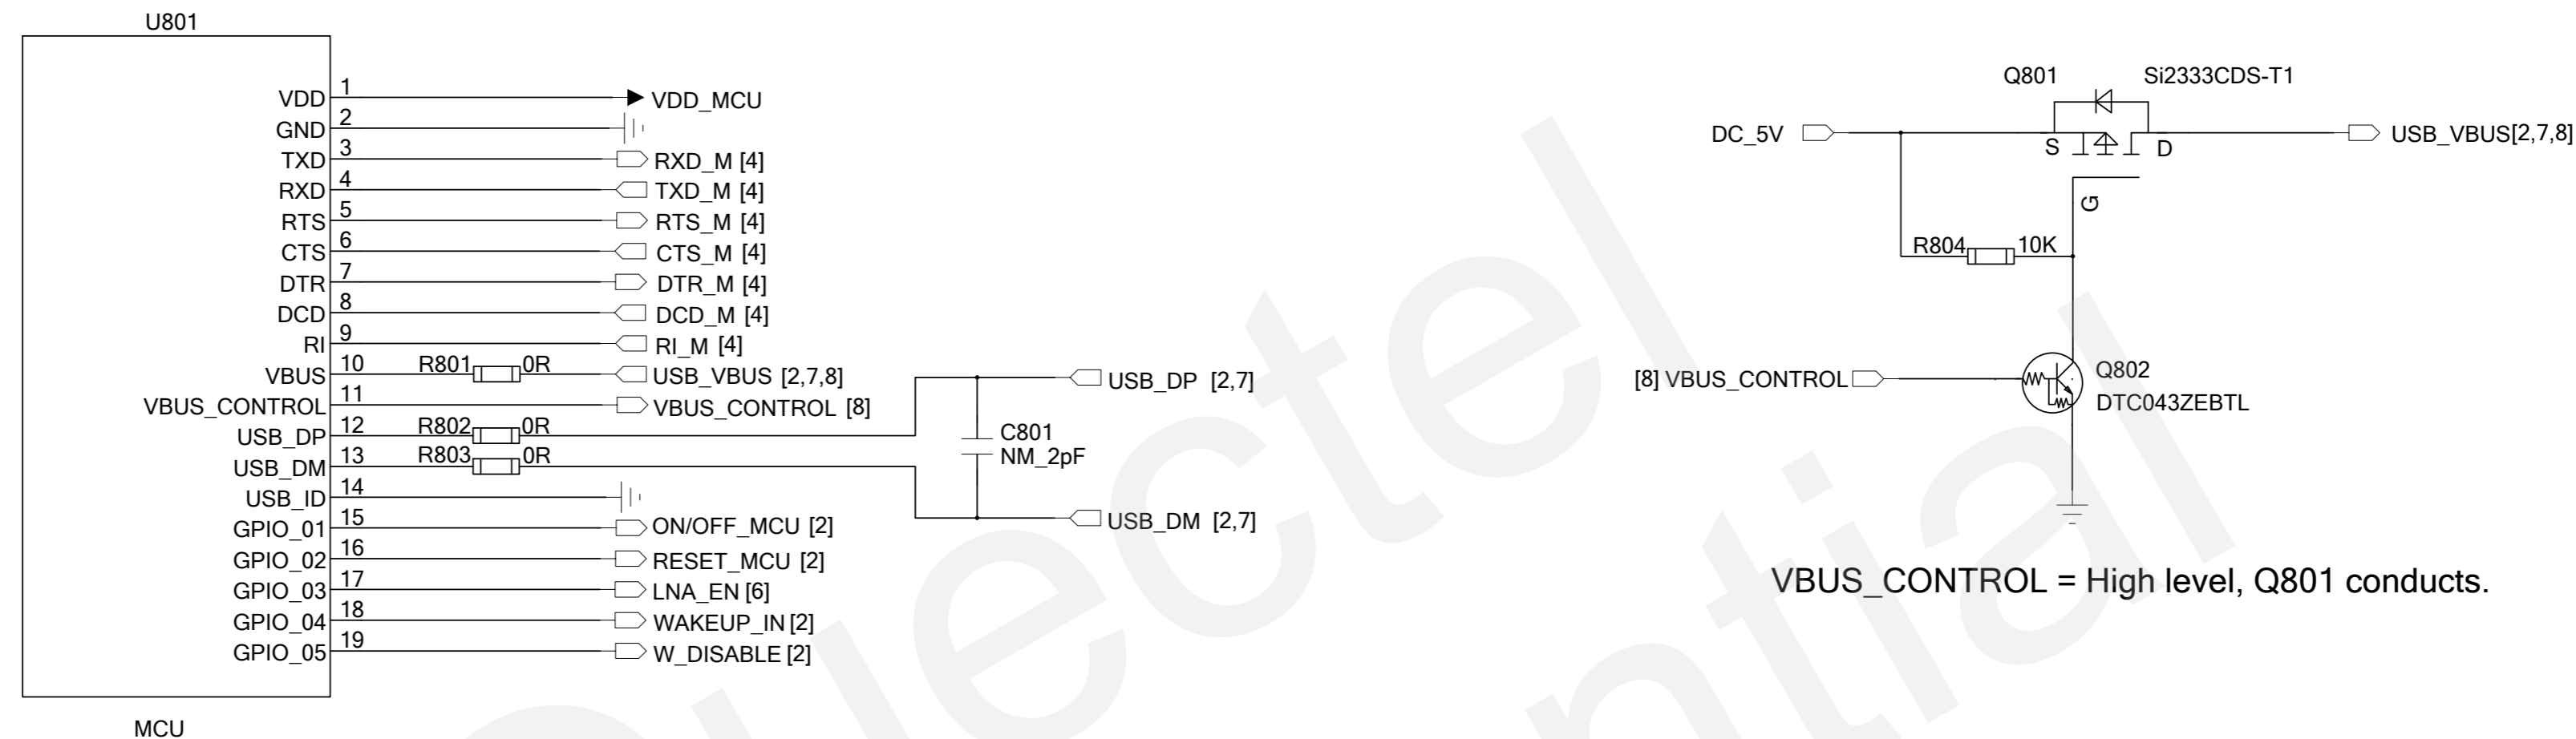 U801
VDD 1 VDD_MCU
GND 2
TXD 3 RXD_M [4]
RXD 4 TXD_M [4]
RTS 5 RTS_M [4]
CTS 6 CTS_M [4]
DTR 7 DTR_M [4]
DCD 8 DCD_M [4]
RI 9 RI_M [4]
VBUS 10 R801 0R USB_VBUS [2,7,8]
VBUS_CONTROL 11 VBUS_CONTROL [8]
USB_DP 12 R802 0R
USB_DM 13 R803 0R
USB_ID 14
GPIO_01 15 ON/OFF_MCU [2]
GPIO_02 16 RESET_MCU [2]
GPIO_03 17 LNA_EN [6]
GPIO_04 18 WAKEUP_IN [2]
GPIO_05 19 W_DISABLE [2]
MCU
USB_DP [2,7]
C801
NM_2pF
USB_DM [2,7]
Q801 Si2333CDS-T1
DC_5V S D USB_VBUS[2,7,8]
G
R804 10K
[8] VBUS_CONTROL
Q802
DTC043ZEBTL
VBUS_CONTROL = High level, Q801 conducts.